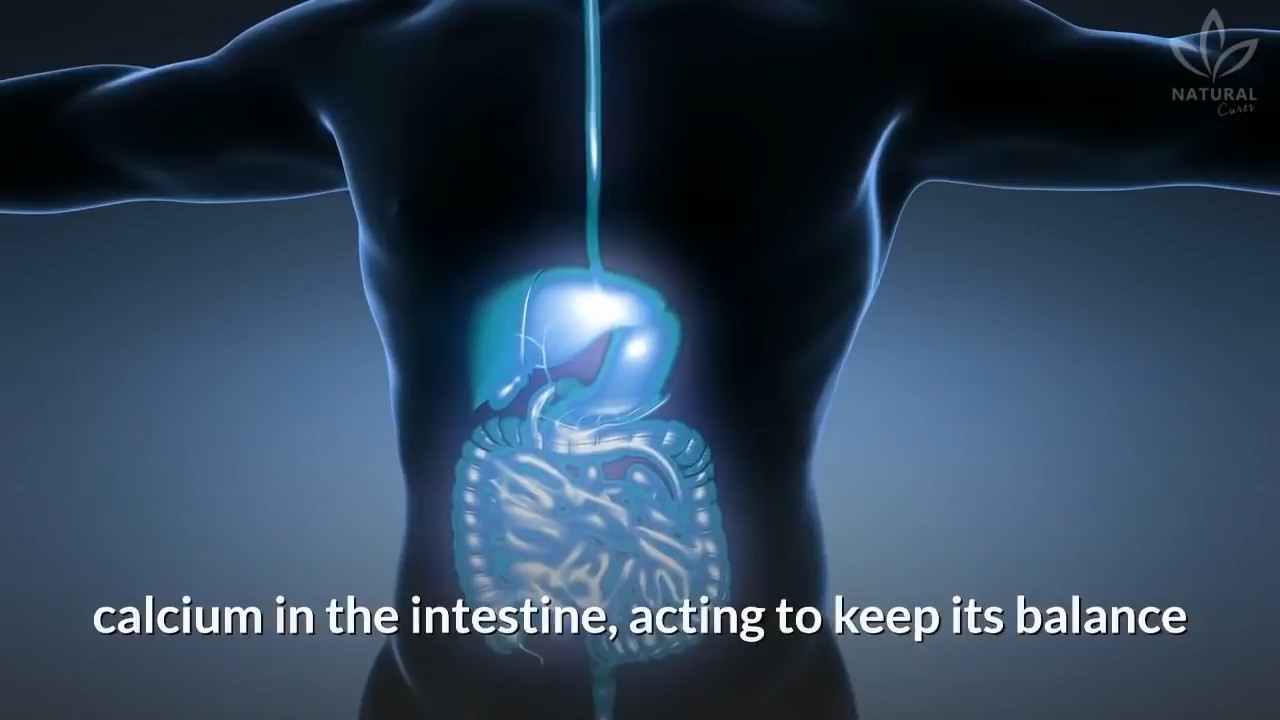 NATURAL
Cures
calcium in the intestine, acting to keep its balance